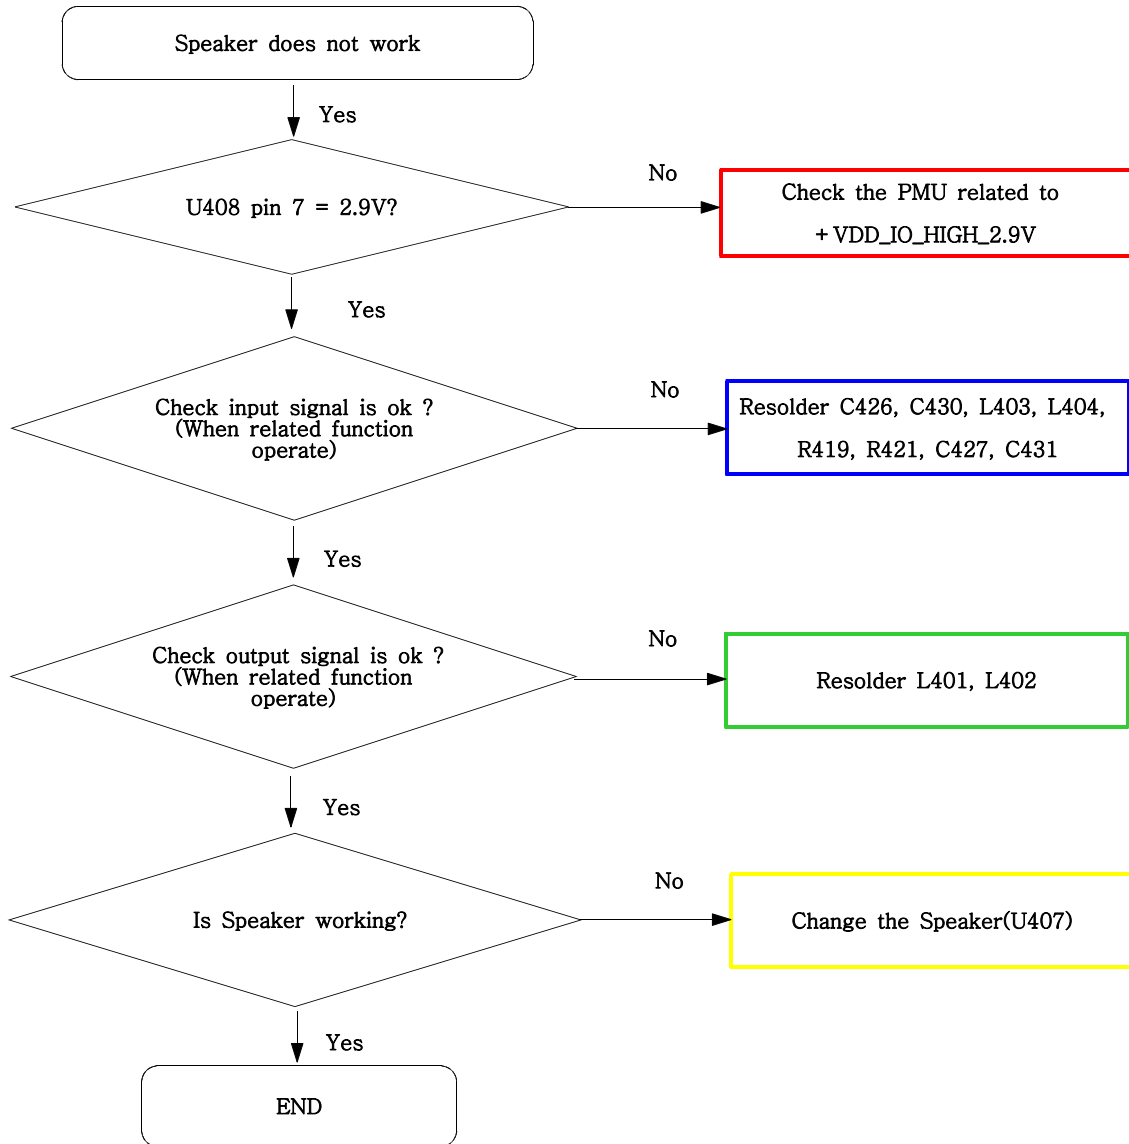 Speaker does not work
Yes
U408 pin 7 = 2.9V?
No
Check the PMU related to
+VDD_IO_HIGH_2.9V
Yes
Check input signal is ok ?
(When related function
operate)
No
Resolder C426, C430, L403, L404,
R419, R421, C427, C431
Yes
Check output signal is ok ?
(When related function
operate)
No
Resolder L401, L402
Yes
Is Speaker working?
No
Change the Speaker(U407)
Yes
END